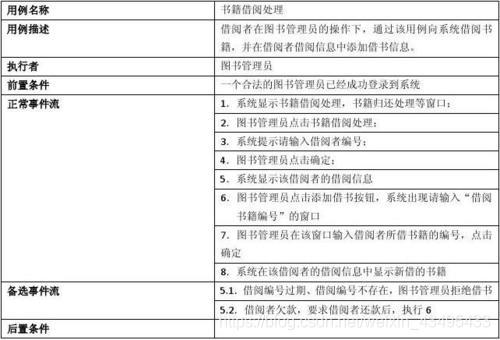 用例名称 书籍借阅处理
用例描述 借阅者在图书管理员的操作下，通过该用例向系统借阅书
籍，并在借阅者借阅信息中添加借书信息。
执行者 图书管理员
前置条件 一个合法的图书管理员已经成功登录到系统
正常事件流 1. 系统显示书籍借阅处理，书籍归还处理等窗口；
2. 图书管理员点击书籍借阅处理；
3. 系统提示请输入借阅者编号；
4. 图书管理员点击确定；
5. 系统显示该借阅者的借阅信息
6. 图书管理员点击添加借书按钮，系统出现请输入“借阅
书籍编号”的窗口
7. 图书管理员在该窗口输入借阅者所借书籍的编号，点击
确定
8. 系统在该借阅者的借阅信息中显示新借的书籍
备选事件流 5.1. 借阅编号过期、借阅编号不存在，图书管理员拒绝借书
5.2. 借阅者欠款，要求借阅者还款后，执行 6
后置条件
https://blog.csdn.net/weixin_43495433